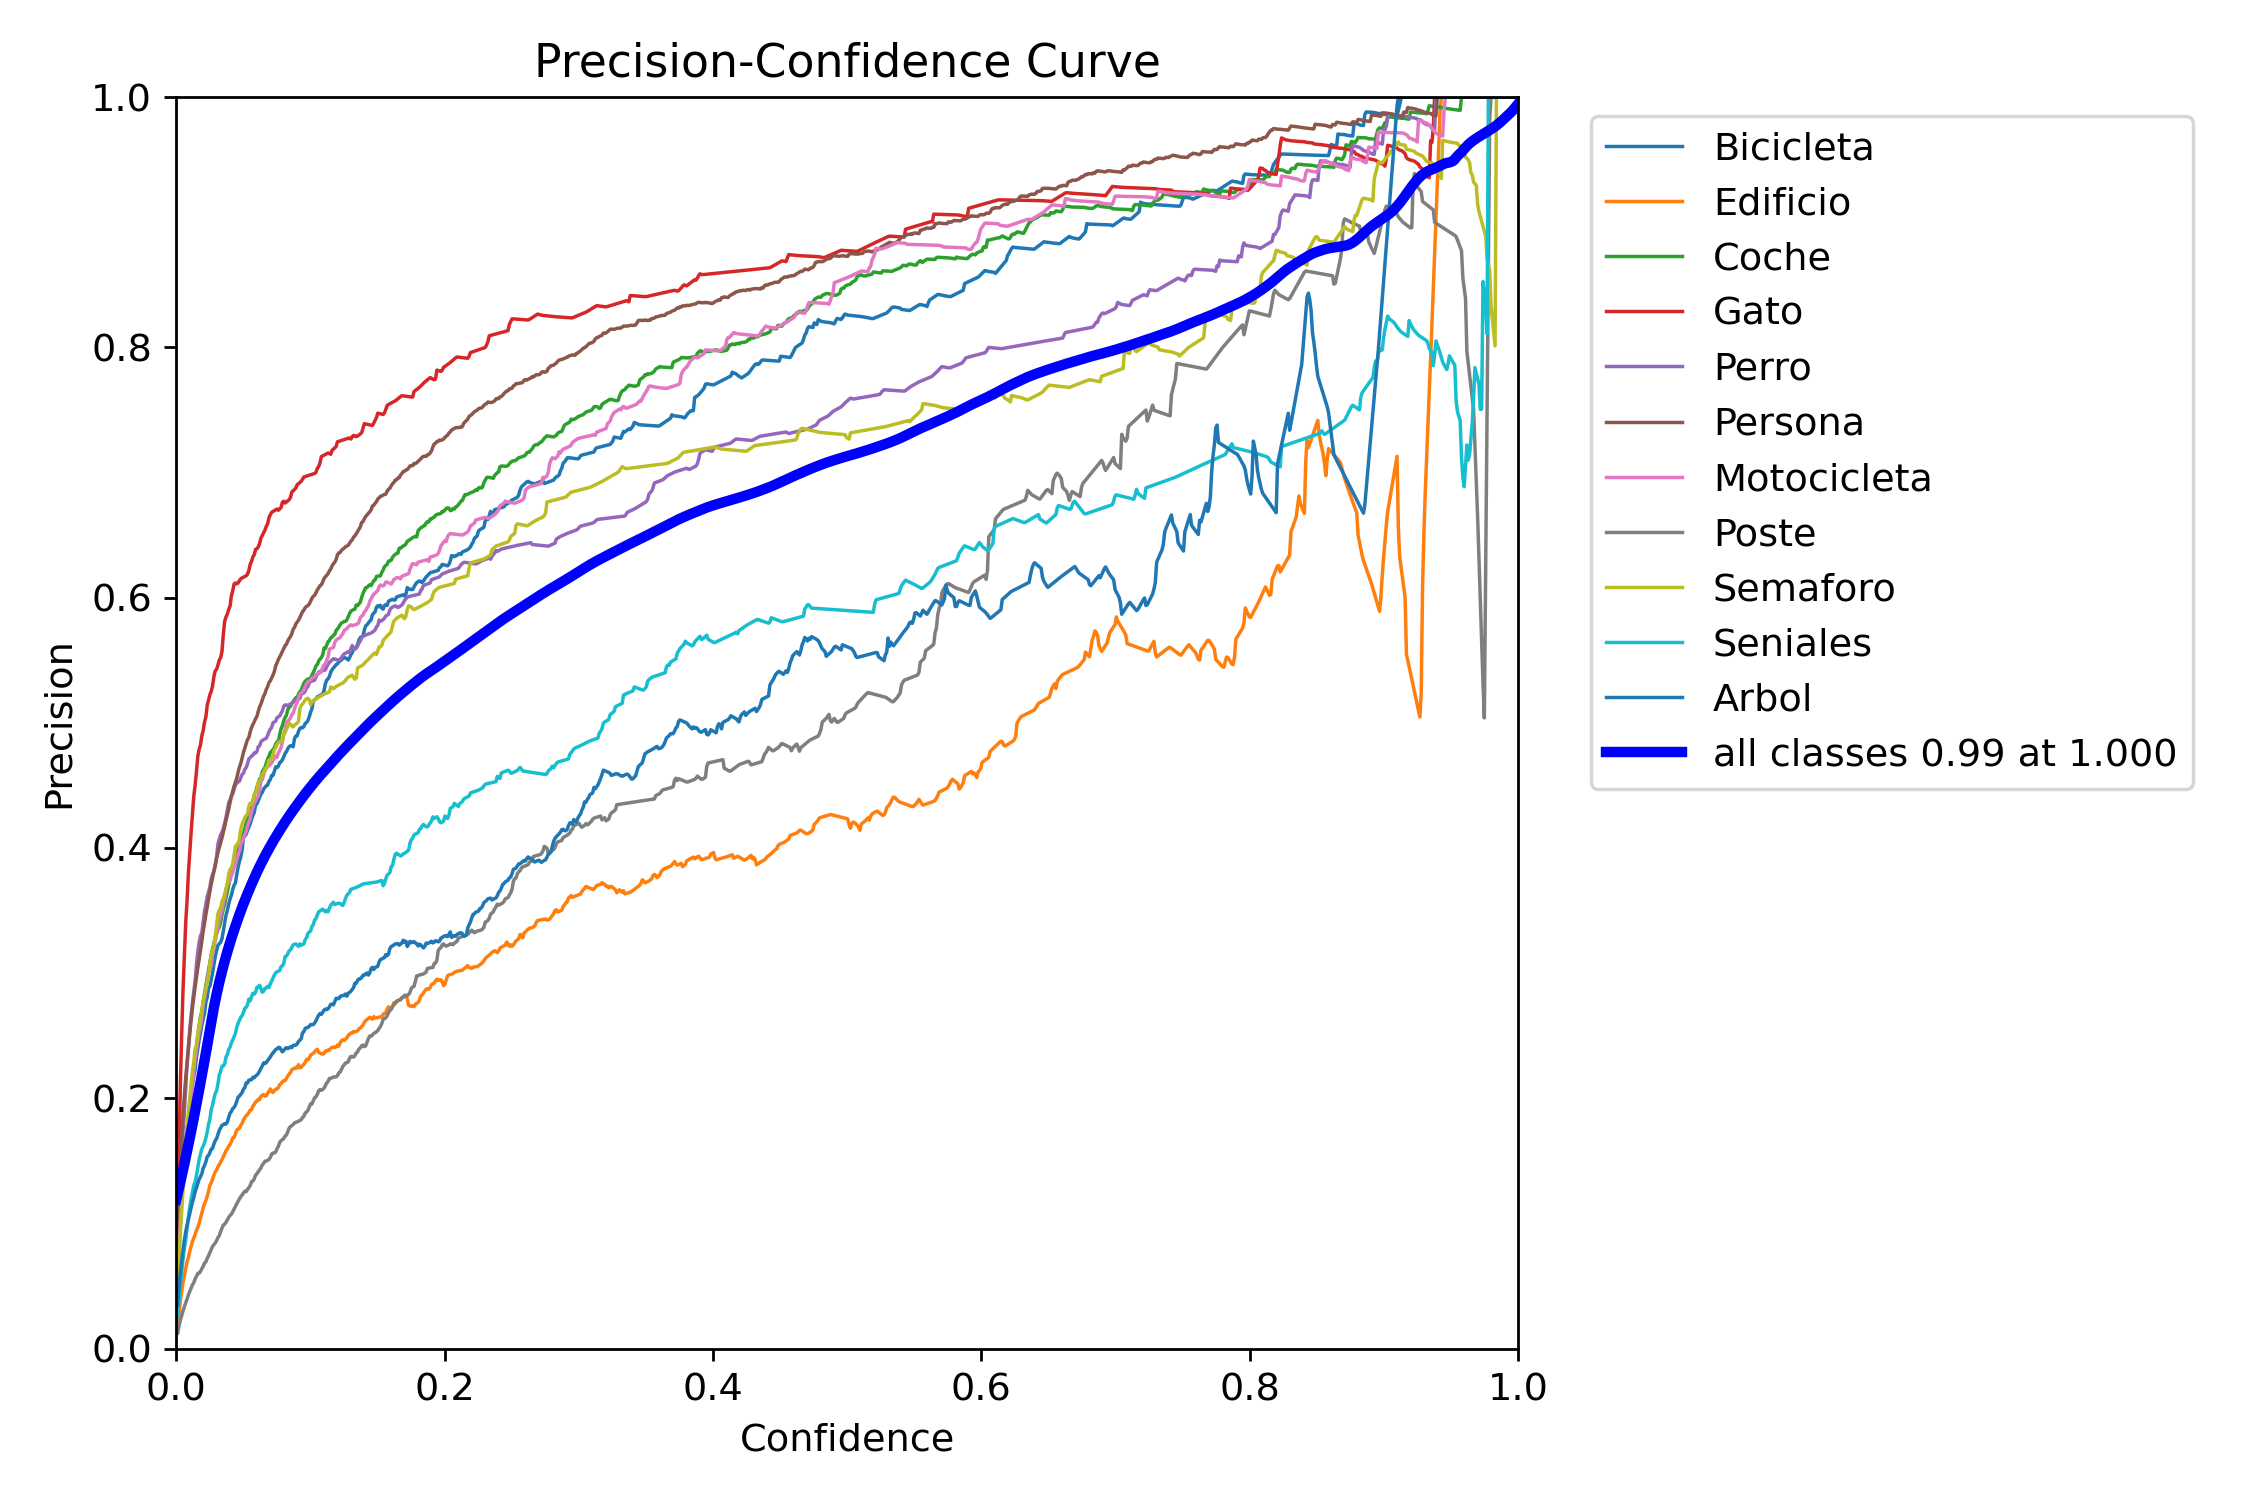 Precision-Confidence Curve
1.0
0.8
0.6
0.4
0.2
0.0
Precision
0.0 0.2 0.4 0.6 0.8 1.0
Confidence
Bicicleta
Edificio
Coche
Gato
Perro
Persona
Motocicleta
Poste
Semaforo
Seniales
Arbol
all classes 0.99 at 1.000